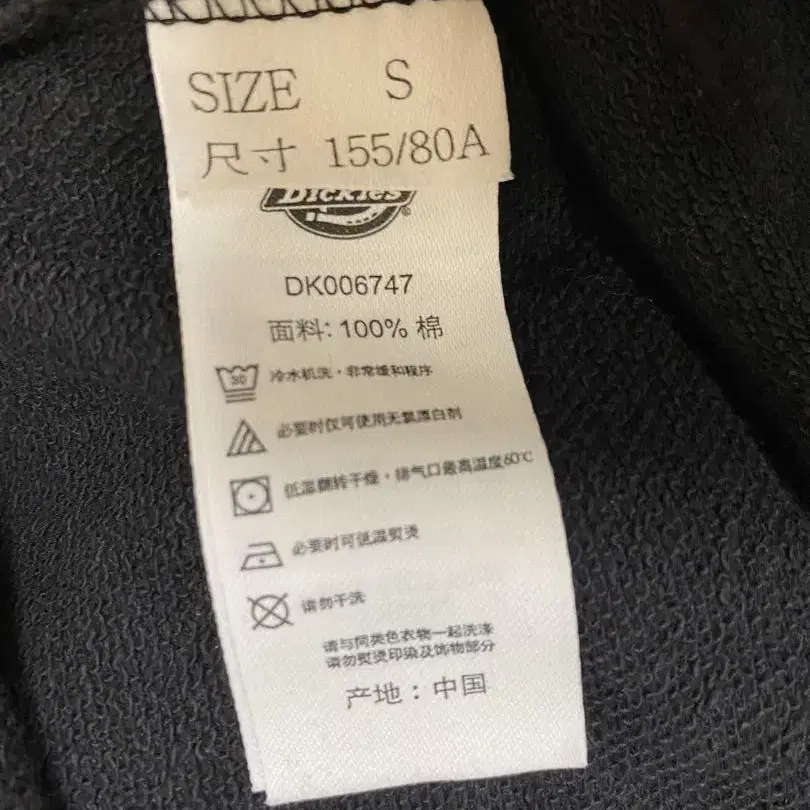 SIZE S
尺寸 155/80A
Dickies
®
DK006747
面料: 100% 棉
30
冷水机洗·非常缓和程序
必要时仅可使用无氯漂白剂
低温翻转干燥·排气口最高温度60℃
必要时可低温熨烫
请勿干洗
请与同类色衣物一起洗涤
请勿熨烫印染及饰物部分
产地：中国